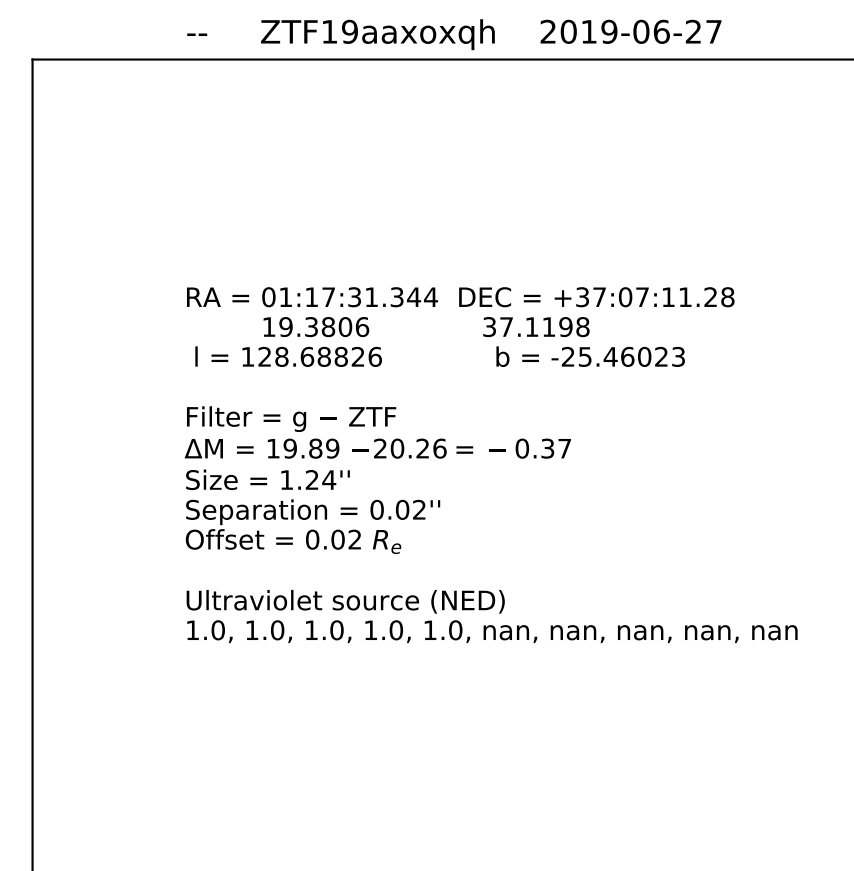 -- ZTF19aaxoxqh 2019-06-27
RA = 01:17:31.344 DEC = +37:07:11.28
19.3806 37.1198
l = 128.68826 b = -25.46023
Filter = g − ZTF
ΔM = 19.89 −20.26 = − 0.37
Size = 1.24''
Separation = 0.02''
Offset = 0.02 Rₑ
Ultraviolet source (NED)
1.0, 1.0, 1.0, 1.0, 1.0, nan, nan, nan, nan, nan